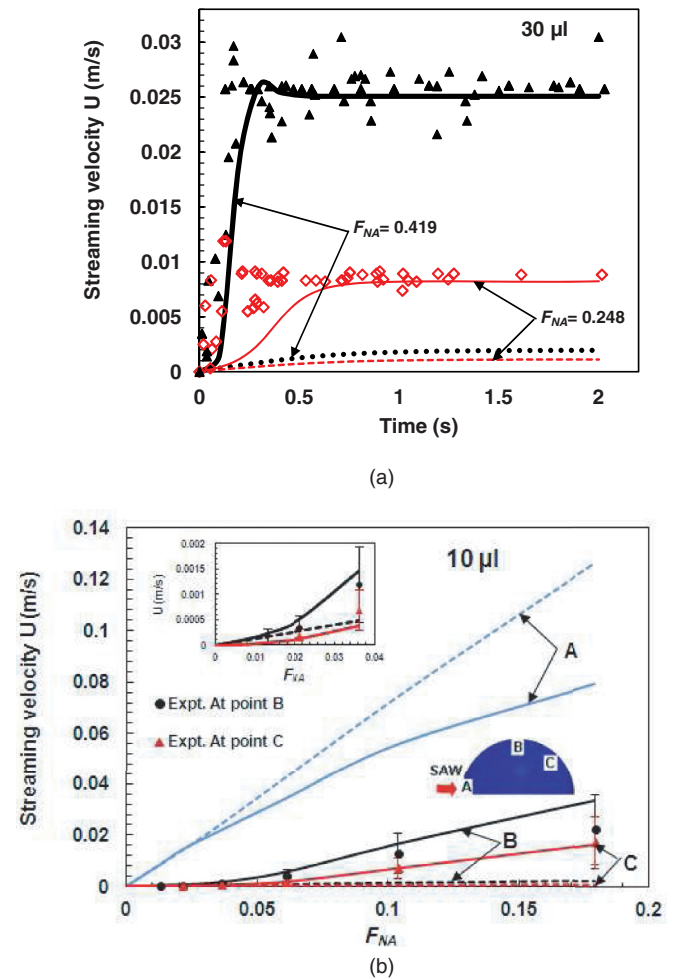 30 µl
Streaming velocity U (m/s)
0.03
0.025
0.02
0.015
0.01
0.005
0
F_NA= 0.419
F_NA= 0.248
0 0.5 1 1.5 2
Time (s)
(a)
Streaming velocity U (m/s)
0.14
0.12
0.1
0.08
0.06
0.04
0.02
0
10 µl
U (m/s)
0.002
0.0015
0.001
0.0005
0
0 0.01 0.02 0.03 0.04
F_NA
Expt. At point B
Expt. At point C
A
SAW
A
B
C
B
C
0 0.05 0.1 0.15 0.2
F_NA
(b)